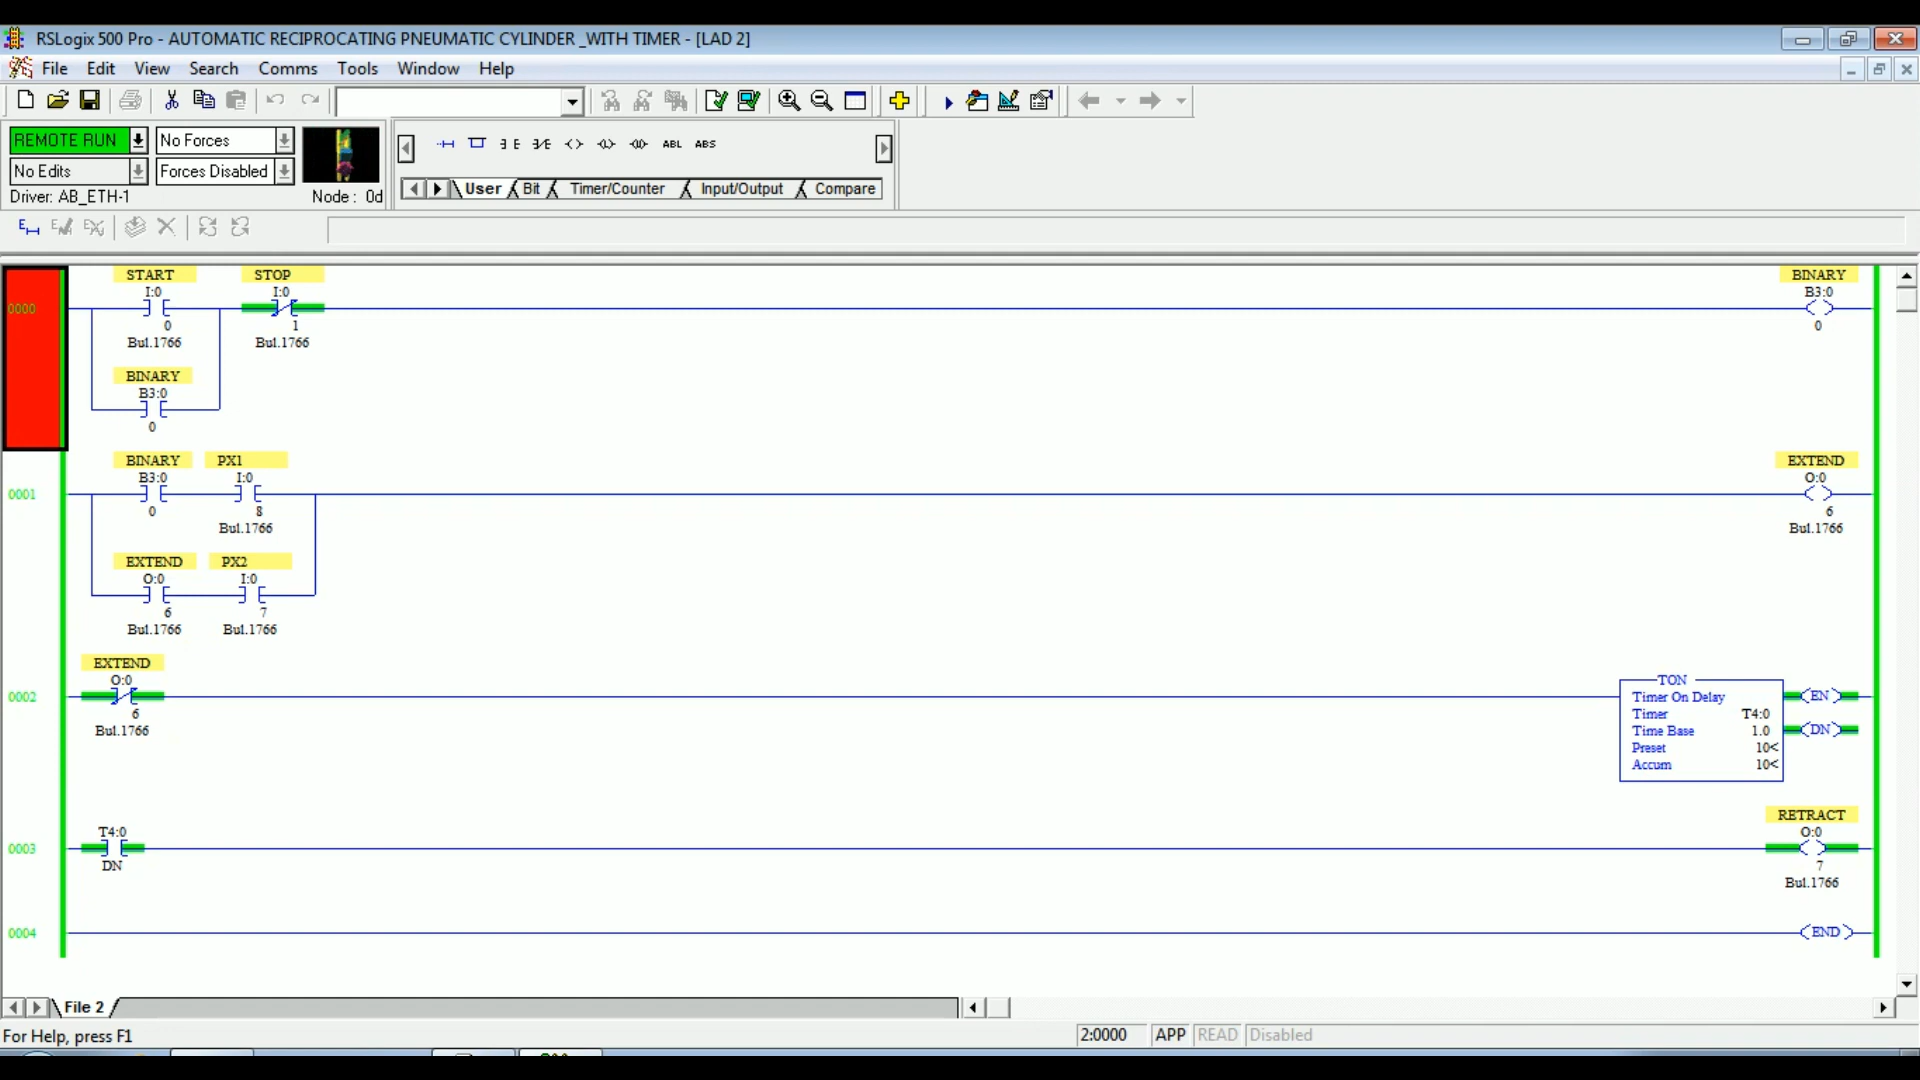 RSLogix 500 Pro - AUTOMATIC RECIPROCATING PNEUMATIC CYLINDER _WITH TIMER - [LAD 2]
File Edit View Search Comms Tools Window Help
REMOTE RUN No Forces
No Edits Forces Disabled
Driver: AB_ETH-1 Node: 0d
ABL ABS
User Bit Timer/Counter Input/Output Compare
START STOP BINARY
I:0 I:0 B3:0
0000
0 1 0
Bul.1766 Bul.1766
BINARY
B3:0
0
BINARY PX1 EXTEND
B3:0 I:0 O:0
0001
0 8 6
Bul.1766 Bul.1766
EXTEND PX2
O:0 I:0
6 7
Bul.1766 Bul.1766
EXTEND
O:0
TON
0002
Timer On Delay EN
6
Timer T4:0
Bul.1766
Time Base 1.0 DN
Preset 10<
Accum 10<
RETRACT
T4:0 O:0
0003
DN 7
Bul.1766
0004 END
File 2
For Help, press F1 2:0000 APP READ Disabled